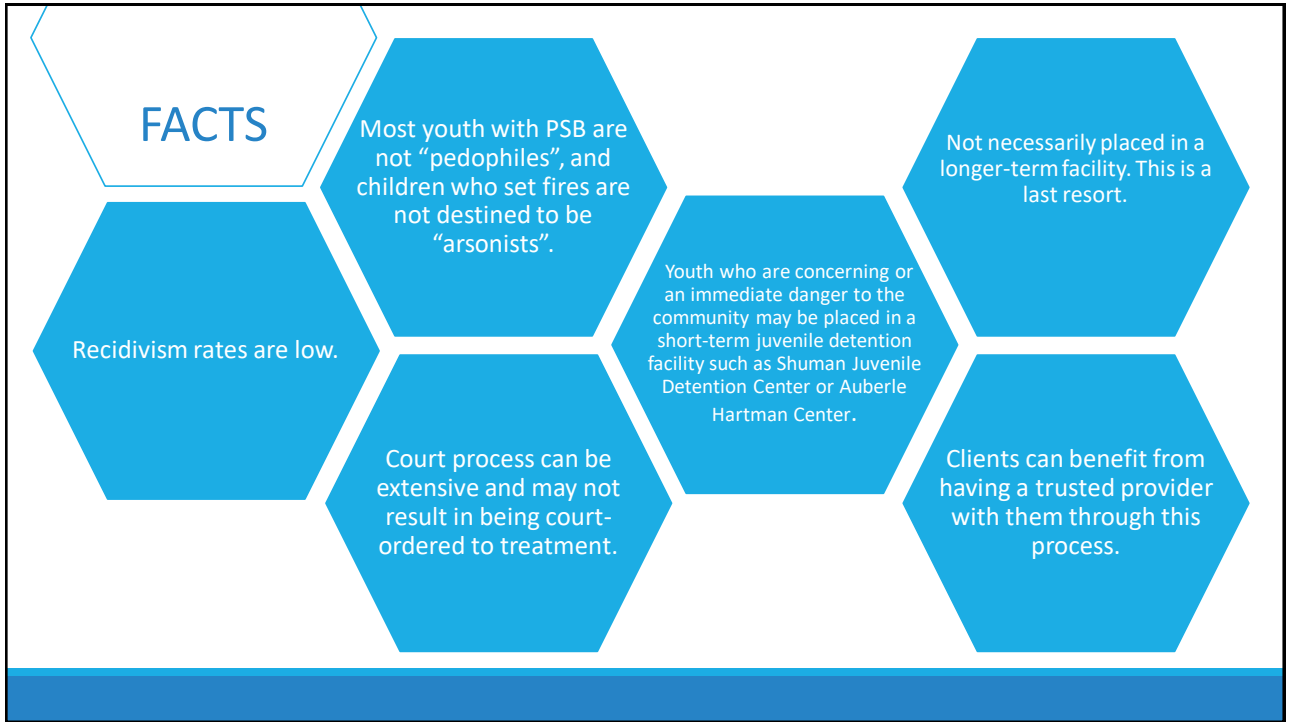 FACTS
Most youth with PSB are
not “pedophiles”, and
children who set fires are
not destined to be
“arsonists”.
Recidivism rates are low.
Court process can be
extensive and may not
result in being court-
ordered to treatment.
Youth who are concerning or
an immediate danger to the
community may be placed in a
short-term juvenile detention
facility such as Shuman Juvenile
Detention Center or Auberle
Hartman Center.
Not necessarily placed in a
longer-term facility. This is a
last resort.
Clients can benefit from
having a trusted provider
with them through this
process.